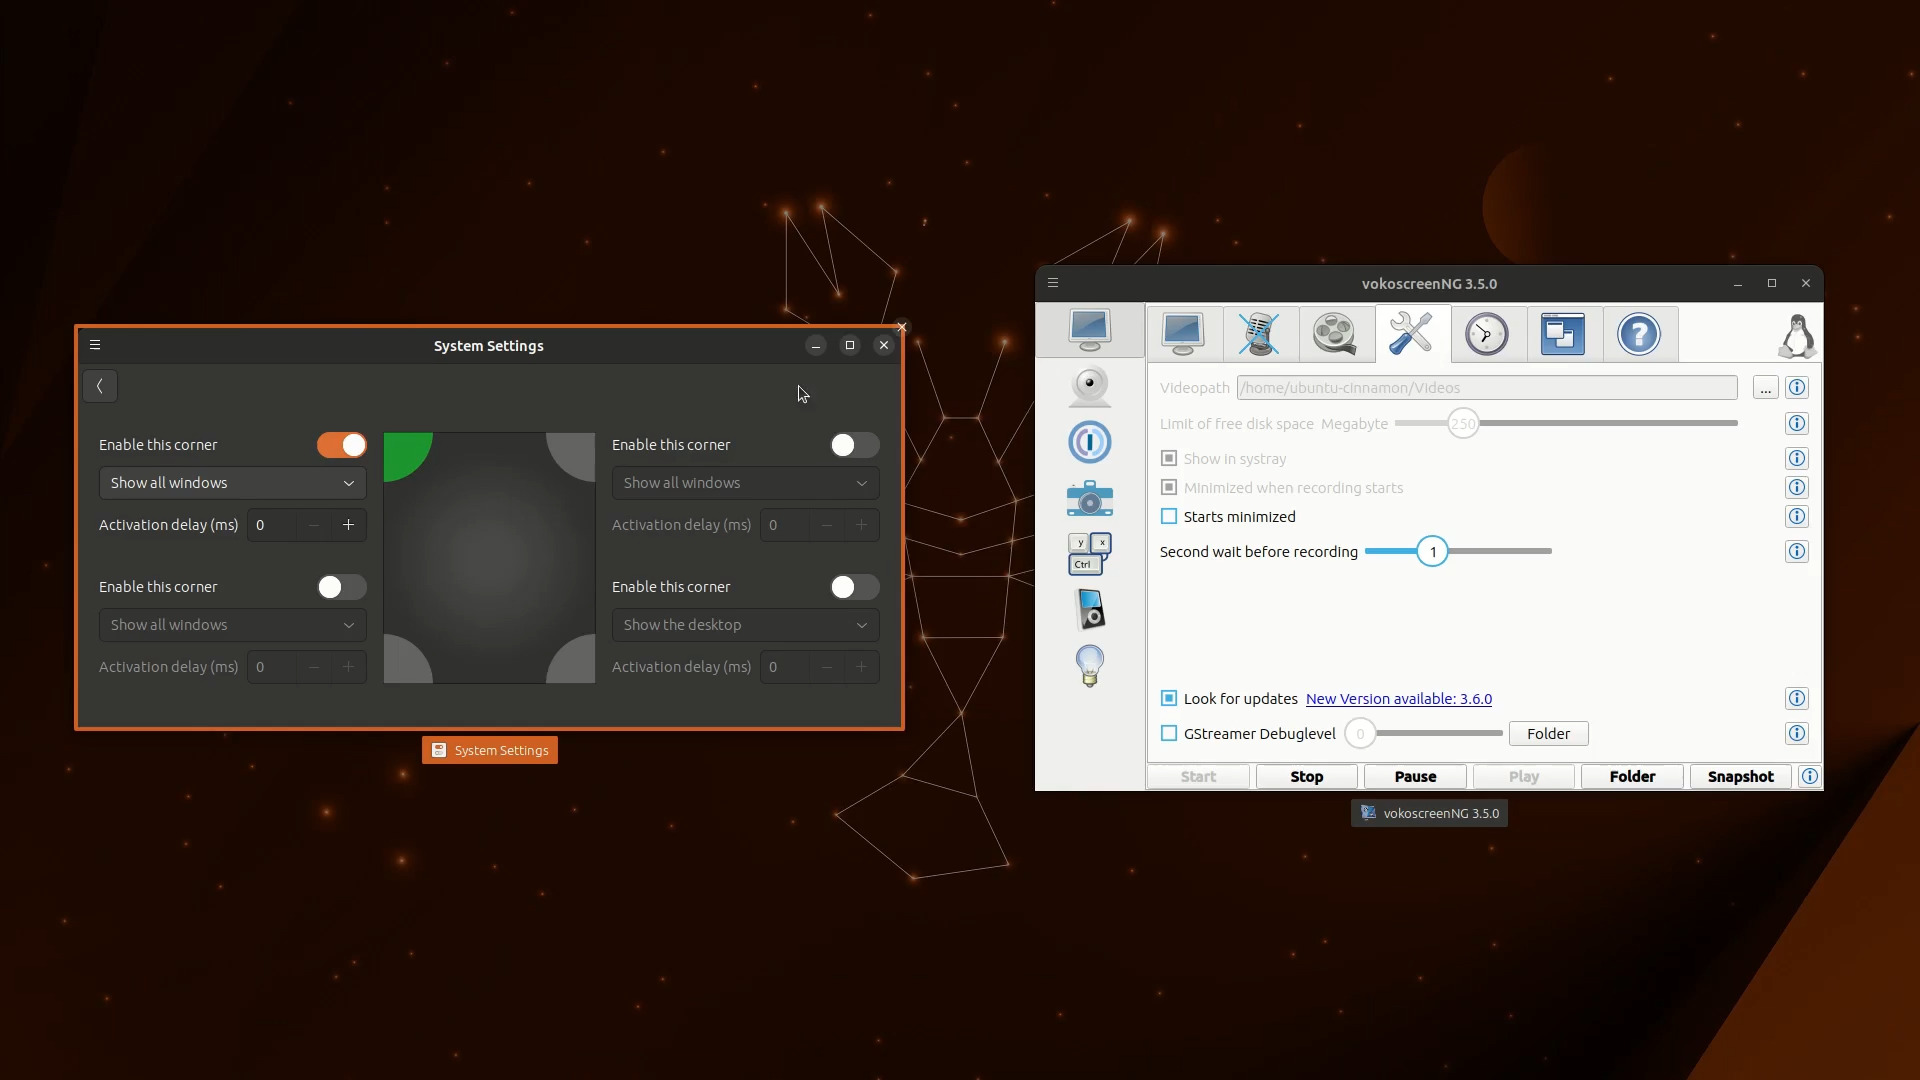 System Settings
Enable this corner
Show all windows
Activation delay (ms) 0
Enable this corner
Show all windows
Activation delay (ms) 0
Enable this corner
Show all windows
Activation delay (ms) 0
Enable this corner
Show the desktop
Activation delay (ms) 0
System Settings
vokoscreenNG 3.5.0
y x
Ctrl
Videopath /home/ubuntu-cinnamon/Videos ...
Limit of free disk space Megabyte 250
Show in systray
Minimized when recording starts
Starts minimized
Second wait before recording 1
Look for updates New Version available: 3.6.0
GStreamer Debuglevel 0 Folder
Start Stop Pause Play Folder Snapshot
vokoscreenNG 3.5.0